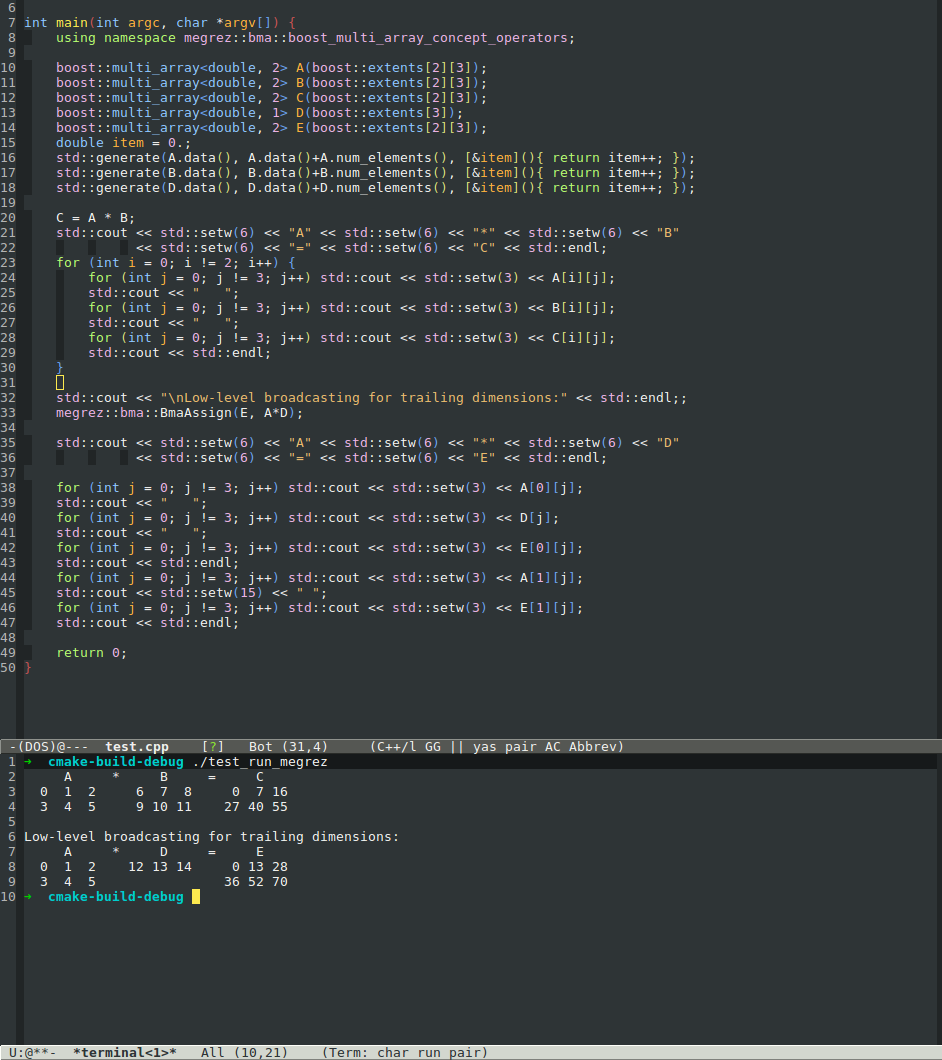 6
7 int main(int argc, char *argv[]) {
8     using namespace megrez::bma::boost_multi_array_concept_operators;
9
10     boost::multi_array<double, 2> A(boost::extents[2][3]);
11     boost::multi_array<double, 2> B(boost::extents[2][3]);
12     boost::multi_array<double, 2> C(boost::extents[2][3]);
13     boost::multi_array<double, 1> D(boost::extents[3]);
14     boost::multi_array<double, 2> E(boost::extents[2][3]);
15     double item = 0.;
16     std::generate(A.data(), A.data()+A.num_elements(), [&item](){ return item++; });
17     std::generate(B.data(), B.data()+B.num_elements(), [&item](){ return item++; });
18     std::generate(D.data(), D.data()+D.num_elements(), [&item](){ return item++; });
19
20     C = A * B;
21     std::cout << std::setw(6) << "A" << std::setw(6) << "*" << std::setw(6) << "B"
22               << std::setw(6) << "=" << std::setw(6) << "C" << std::endl;
23     for (int i = 0; i != 2; i++) {
24         for (int j = 0; j != 3; j++) std::cout << std::setw(3) << A[i][j];
25         std::cout << "   ";
26         for (int j = 0; j != 3; j++) std::cout << std::setw(3) << B[i][j];
27         std::cout << "   ";
28         for (int j = 0; j != 3; j++) std::cout << std::setw(3) << C[i][j];
29         std::cout << std::endl;
30     }
31
32     std::cout << "\nLow-level broadcasting for trailing dimensions:" << std::endl;;
33     megrez::bma::BmaAssign(E, A*D);
34
35     std::cout << std::setw(6) << "A" << std::setw(6) << "*" << std::setw(6) << "D"
36               << std::setw(6) << "=" << std::setw(6) << "E" << std::endl;
37
38     for (int j = 0; j != 3; j++) std::cout << std::setw(3) << A[0][j];
39     std::cout << "   ";
40     for (int j = 0; j != 3; j++) std::cout << std::setw(3) << D[j];
41     std::cout << "   ";
42     for (int j = 0; j != 3; j++) std::cout << std::setw(3) << E[0][j];
43     std::cout << std::endl;
44     for (int j = 0; j != 3; j++) std::cout << std::setw(3) << A[1][j];
45     std::cout << std::setw(15) << " ";
46     for (int j = 0; j != 3; j++) std::cout << std::setw(3) << E[1][j];
47     std::cout << std::endl;
48
49     return 0;
50 }
-(DOS)@---  test.cpp    [?]   Bot (31,4)     (C++/l GG || yas pair AC Abbrev)
1 ➜  cmake-build-debug ./test_run_megrez
2      A     *     B     =     C
3   0  1  2     6  7  8     0  7 16
4   3  4  5     9 10 11    27 40 55
5
6 Low-level broadcasting for trailing dimensions:
7      A     *     D     =     E
8   0  1  2    12 13 14     0 13 28
9   3  4  5                36 52 70
10 ➜  cmake-build-debug
U:@**-  *terminal<1>*   All (10,21)    (Term: char run pair)